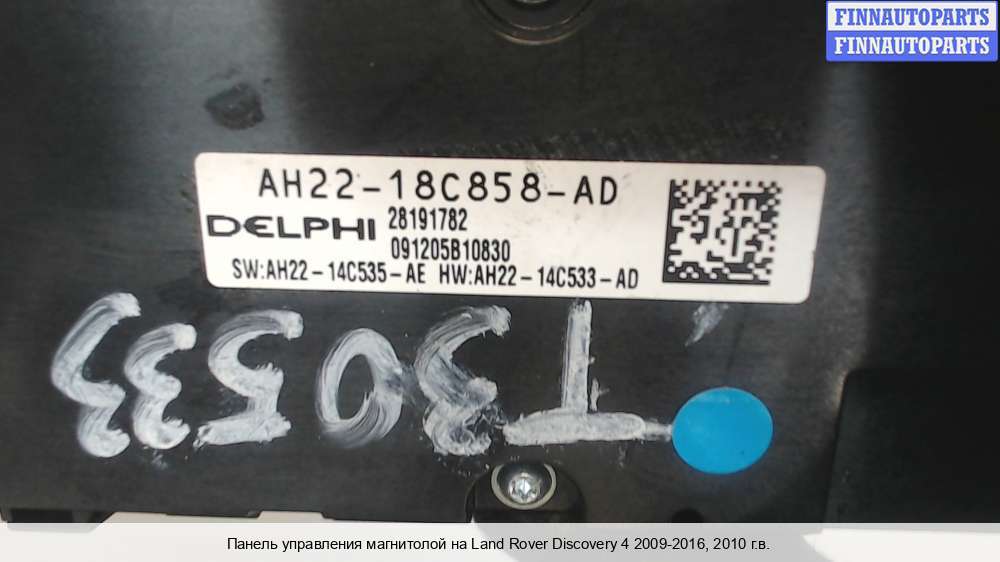 FINNAUTOPARTS
FINNAUTOPARTS
AH22-18C858-AD
DELPHI 28191782
091205B10830
SW:AH22-14C535-AE HW:AH22-14C533-AD
T30533
Панель управления магнитолой на Land Rover Discovery 4 2009-2016, 2010 г.в.